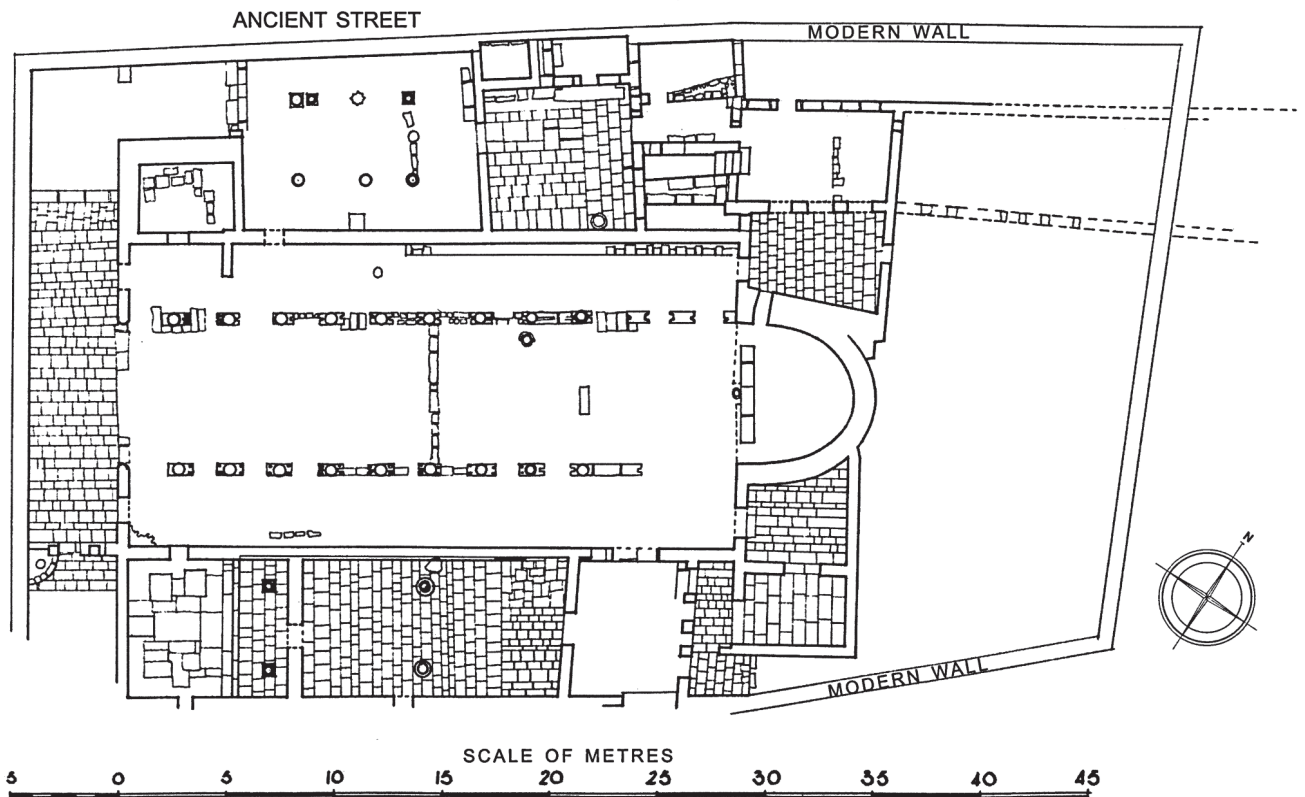 ANCIENT STREET
MODERN WALL
N
MODERN WALL
SCALE OF METRES
5 0 5 10 15 20 25 30 35 40 45